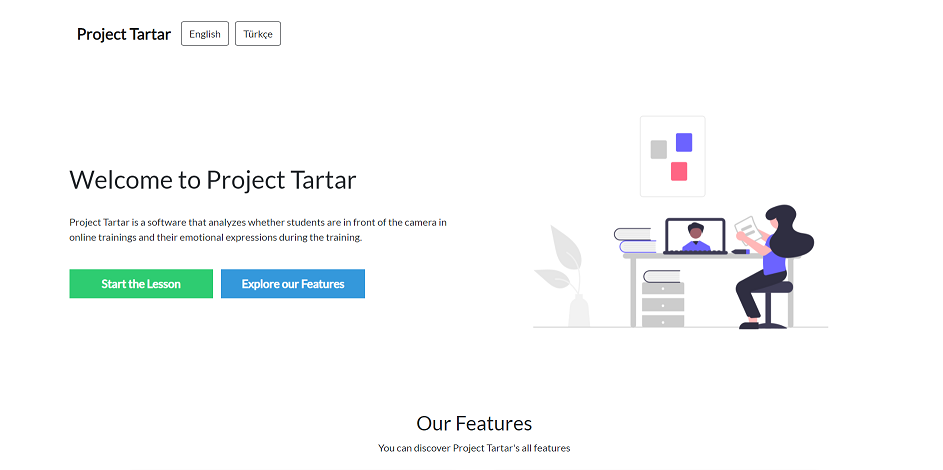 Project Tartar English Türkçe
Welcome to Project Tartar
Project Tartar is a software that analyzes whether students are in front of the camera in
online trainings and their emotional expressions during the training.
Start the Lesson Explore our Features
Our Features
You can discover Project Tartar's all features